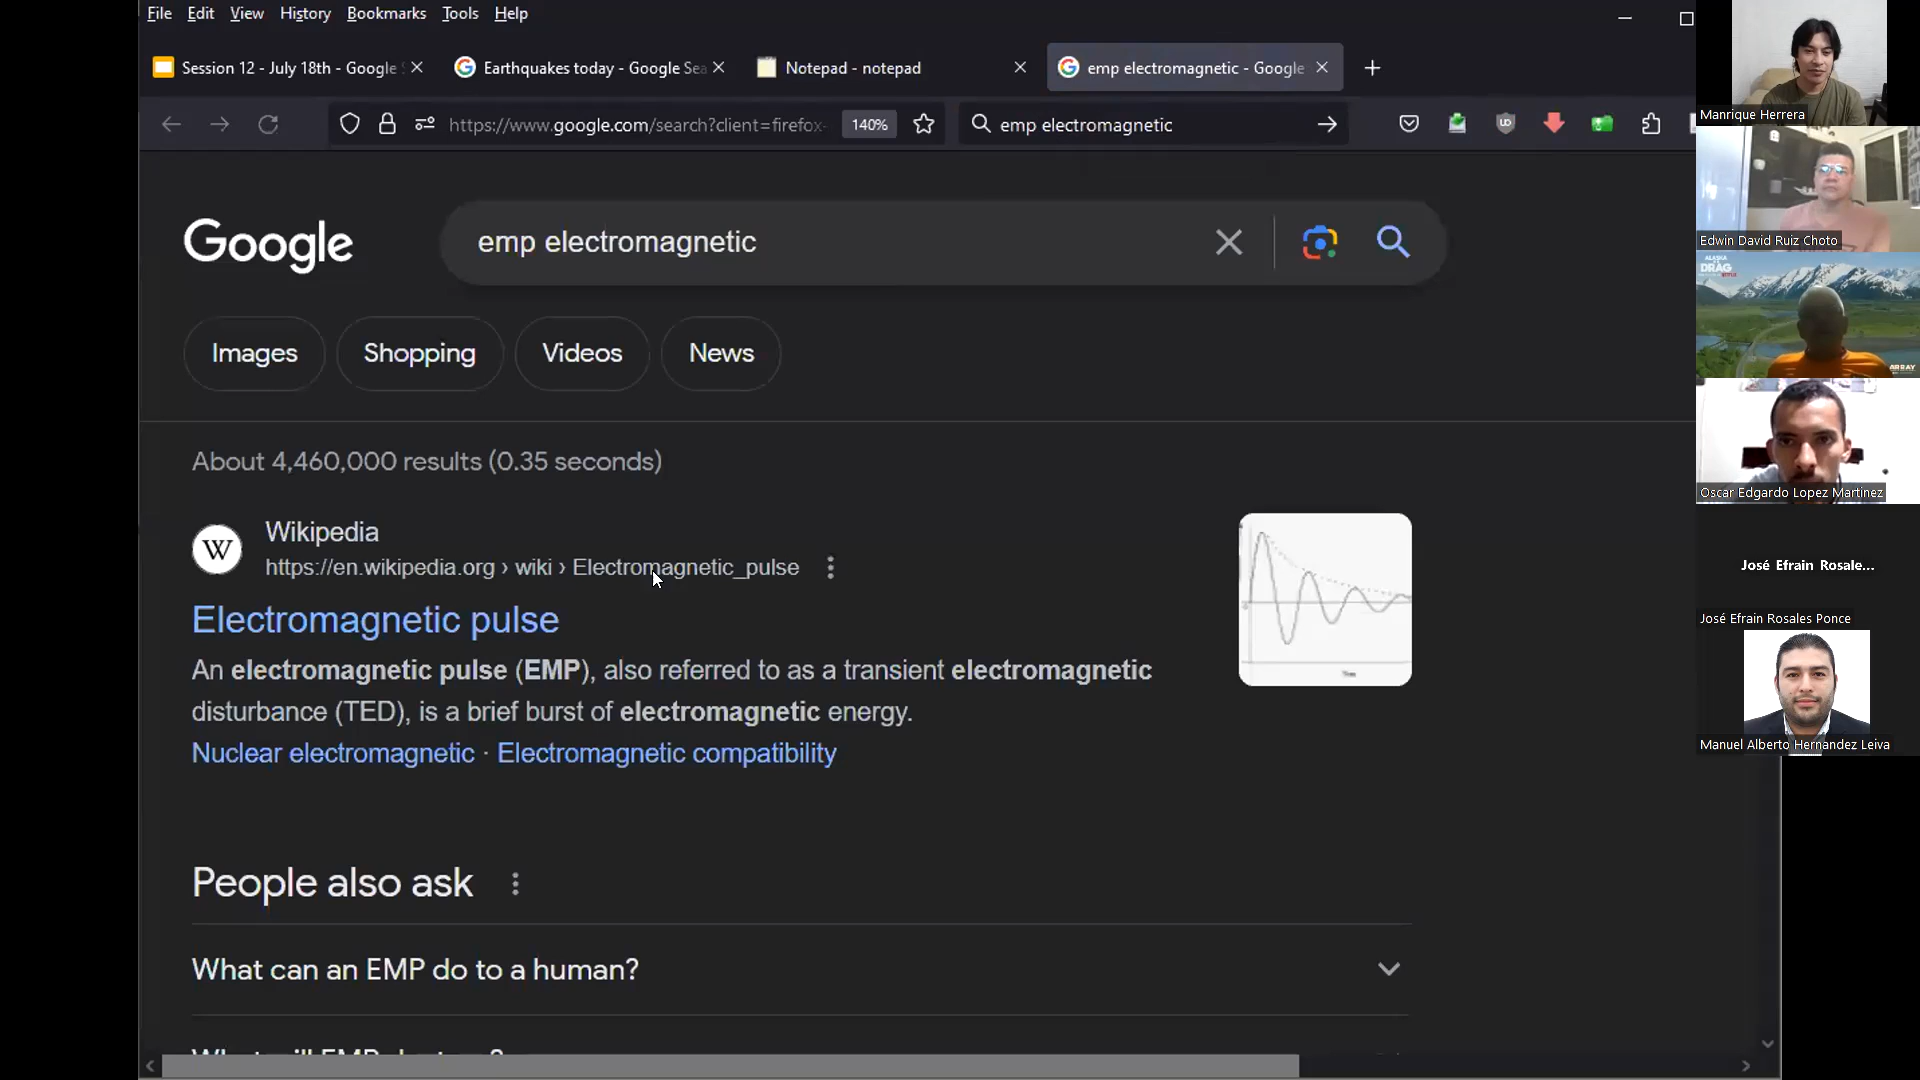 File Edit View History Bookmarks Tools Help
Session 12 - July 18th - Google
Earthquakes today - Google Sea
Notepad - notepad
emp electromagnetic - Google
https://www.google.com/search?client=firefox-
140%
emp electromagnetic
Google
emp electromagnetic
Images
Shopping
Videos
News
About 4,460,000 results (0.35 seconds)
W
Wikipedia
https://en.wikipedia.org › wiki › Electromagnetic_pulse
Electromagnetic pulse
An electromagnetic pulse (EMP), also referred to as a transient electromagnetic
disturbance (TED), is a brief burst of electromagnetic energy.
Nuclear electromagnetic · Electromagnetic compatibility
People also ask
What can an EMP do to a human?
Manrique Herrera
Edwin David Ruiz Choto
ALASKA
DRAG
ARRAY
Oscar Edgardo Lopez Martinez
José Efrain Rosale...
José Efrain Rosales Ponce
Manuel Alberto Hernandez Leiva